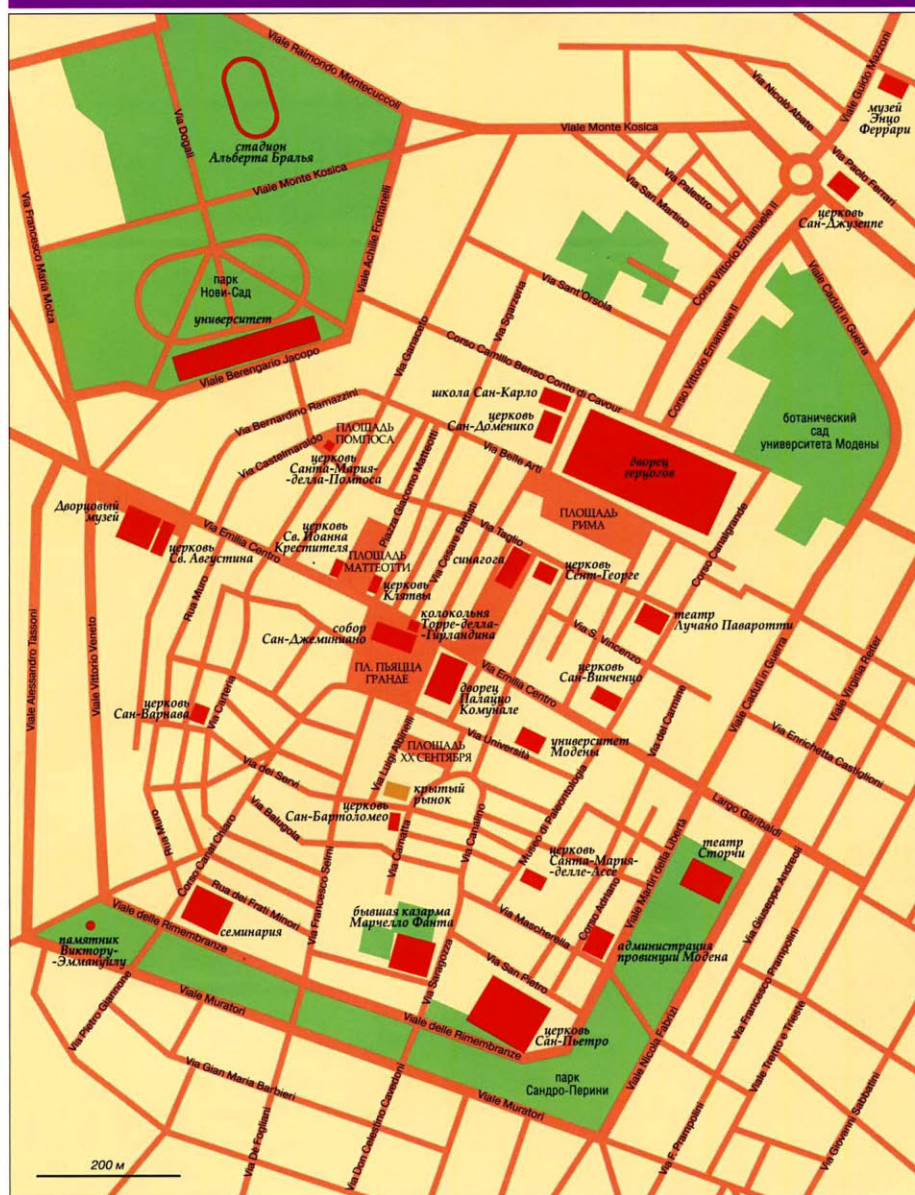 Viale Raimondo Montecuccoli
Viale Guido Mazzoni
Via Nicolo Abate
музей
Энцо
Феррари
Via Dogali
стадион
Альберта Бралья
Viale Monte Kosica
Via Paolo Ferrari
Via Palestro
Via San Martino
Viale Monte Kosica
церковь
Сан-Джузеппе
Via Francesco Maria Molza
Viale Achille Fontanelli
Corso Vittorio Emanuele II
Viale Caduti in Guerra
парк
Нови-Сад
Via Sant'Orsola
университет
Via Ganaceto
Via Sgarzeria
Corso Vittorio Emanuele II
Viale Berengario Jacopo
Corso Camillo Benso Conte di Cavour
школа Сан-Карло
церковь
Сан-Доменико
ботанический
сад
университета Модены
Via Bernardino Ramazzini
ПЛОЩАДЬ
ПОМПОСА
Via Castelmaraldo
церковь
Санта-Мария-
-делла-Помпоса
Piazza Giacomo Matteotti
Via Belle Arti
дворец
герцогов
Дворцовый
музей
церковь
Св. Августина
Via Emilia Centro
церковь
Св. Иоанна
Крестителя
ПЛОЩАДЬ
МАТТЕОТТИ
Via Cesare Battisti
Via Taglio
ПЛОЩАДЬ
РИМА
Corso Canalgrande
синагога
церковь
Сент-Георге
церковь
Клятвы
Rua Muro
колокольня
Торре-делла-
-Гирландина
собор
Сан-Джеминиано
театр
Лучано Паваротти
Via S. Vincenzo
Viale Alessandro Tassoni
Viale Vittorio Veneto
ПЛ. ПЬЯЦЦА
ГРАНДЕ
дворец
Палаццо
Комунале
Via Emilia Centro
церковь
Сан-Винченцо
Viale Caduti in Guerra
Viale Virginia Reiter
церковь
Сан-Варнава
Via Carteria
Via Luigi Albinelli
Via Università
университет
Модены
Via del Carmine
Via Enrichetta Castiglioni
ПЛОЩАДЬ
XX СЕНТЯБРЯ
Via dei Servi
крытый
рынок
Via Balugola
церковь
Сан-Бартоломео
Via Camatta
Via Canalino
Museo di Paleontologia
Largo Garibaldi
Rua Muro
Corso Canal Chiaro
Via Francesco Selmi
церковь
Санта-Мария-
-делле-Ассе
Viale Martiri della Libertà
театр
Сторчи
Rua dei Frati Minori
семинария
бывшая казарма
Марчелло Фанта
Via Mascherella
Corso Adriano
Via Giuseppe Andreoli
Viale delle Rimembranze
памятник
Виктору-
-Эммануилу
администрация
провинции Модена
Via Saragozza
Via San Pietro
Via Pietro Giannone
Viale Muratori
Viale delle Rimembranze
церковь
Сан-Пьетро
Viale Nicola Fabrizi
Via Francesco Prampolini
Viale Trento e Trieste
Via Gian Maria Barbieri
парк
Сандро-Перини
Viale Muratori
Via De Foglini
Via Don Celestino Cavedoni
Via F. Prampolini
Via Giovanni Sabbatini
200 м